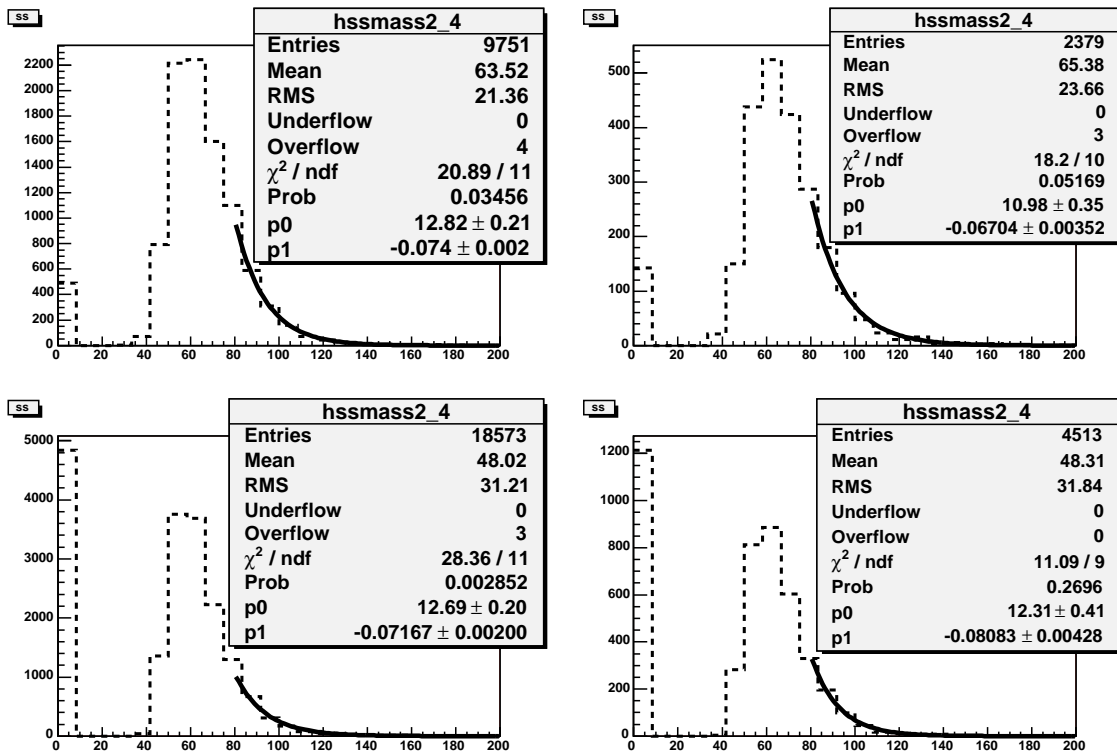 ss
hssmass2_4
Entries 9751
Mean 63.52
RMS 21.36
Underflow 0
Overflow 4
χ² / ndf 20.89 / 11
Prob 0.03456
p0 12.82 ± 0.21
p1 -0.074 ± 0.002
2200
2000
1800
1600
1400
1200
1000
800
600
400
200
0
0 20 40 60 80 100 120 140 160 180 200
ss
hssmass2_4
Entries 2379
Mean 65.38
RMS 23.66
Underflow 0
Overflow 3
χ² / ndf 18.2 / 10
Prob 0.05169
p0 10.98 ± 0.35
p1 -0.06704 ± 0.00352
500
400
300
200
100
0
0 20 40 60 80 100 120 140 160 180 200
ss
hssmass2_4
Entries 18573
Mean 48.02
RMS 31.21
Underflow 0
Overflow 3
χ² / ndf 28.36 / 11
Prob 0.002852
p0 12.69 ± 0.20
p1 -0.07167 ± 0.00200
5000
4000
3000
2000
1000
0
0 20 40 60 80 100 120 140 160 180 200
ss
hssmass2_4
Entries 4513
Mean 48.31
RMS 31.84
Underflow 0
Overflow 0
χ² / ndf 11.09 / 9
Prob 0.2696
p0 12.31 ± 0.41
p1 -0.08083 ± 0.00428
1200
1000
800
600
400
200
0
0 20 40 60 80 100 120 140 160 180 200